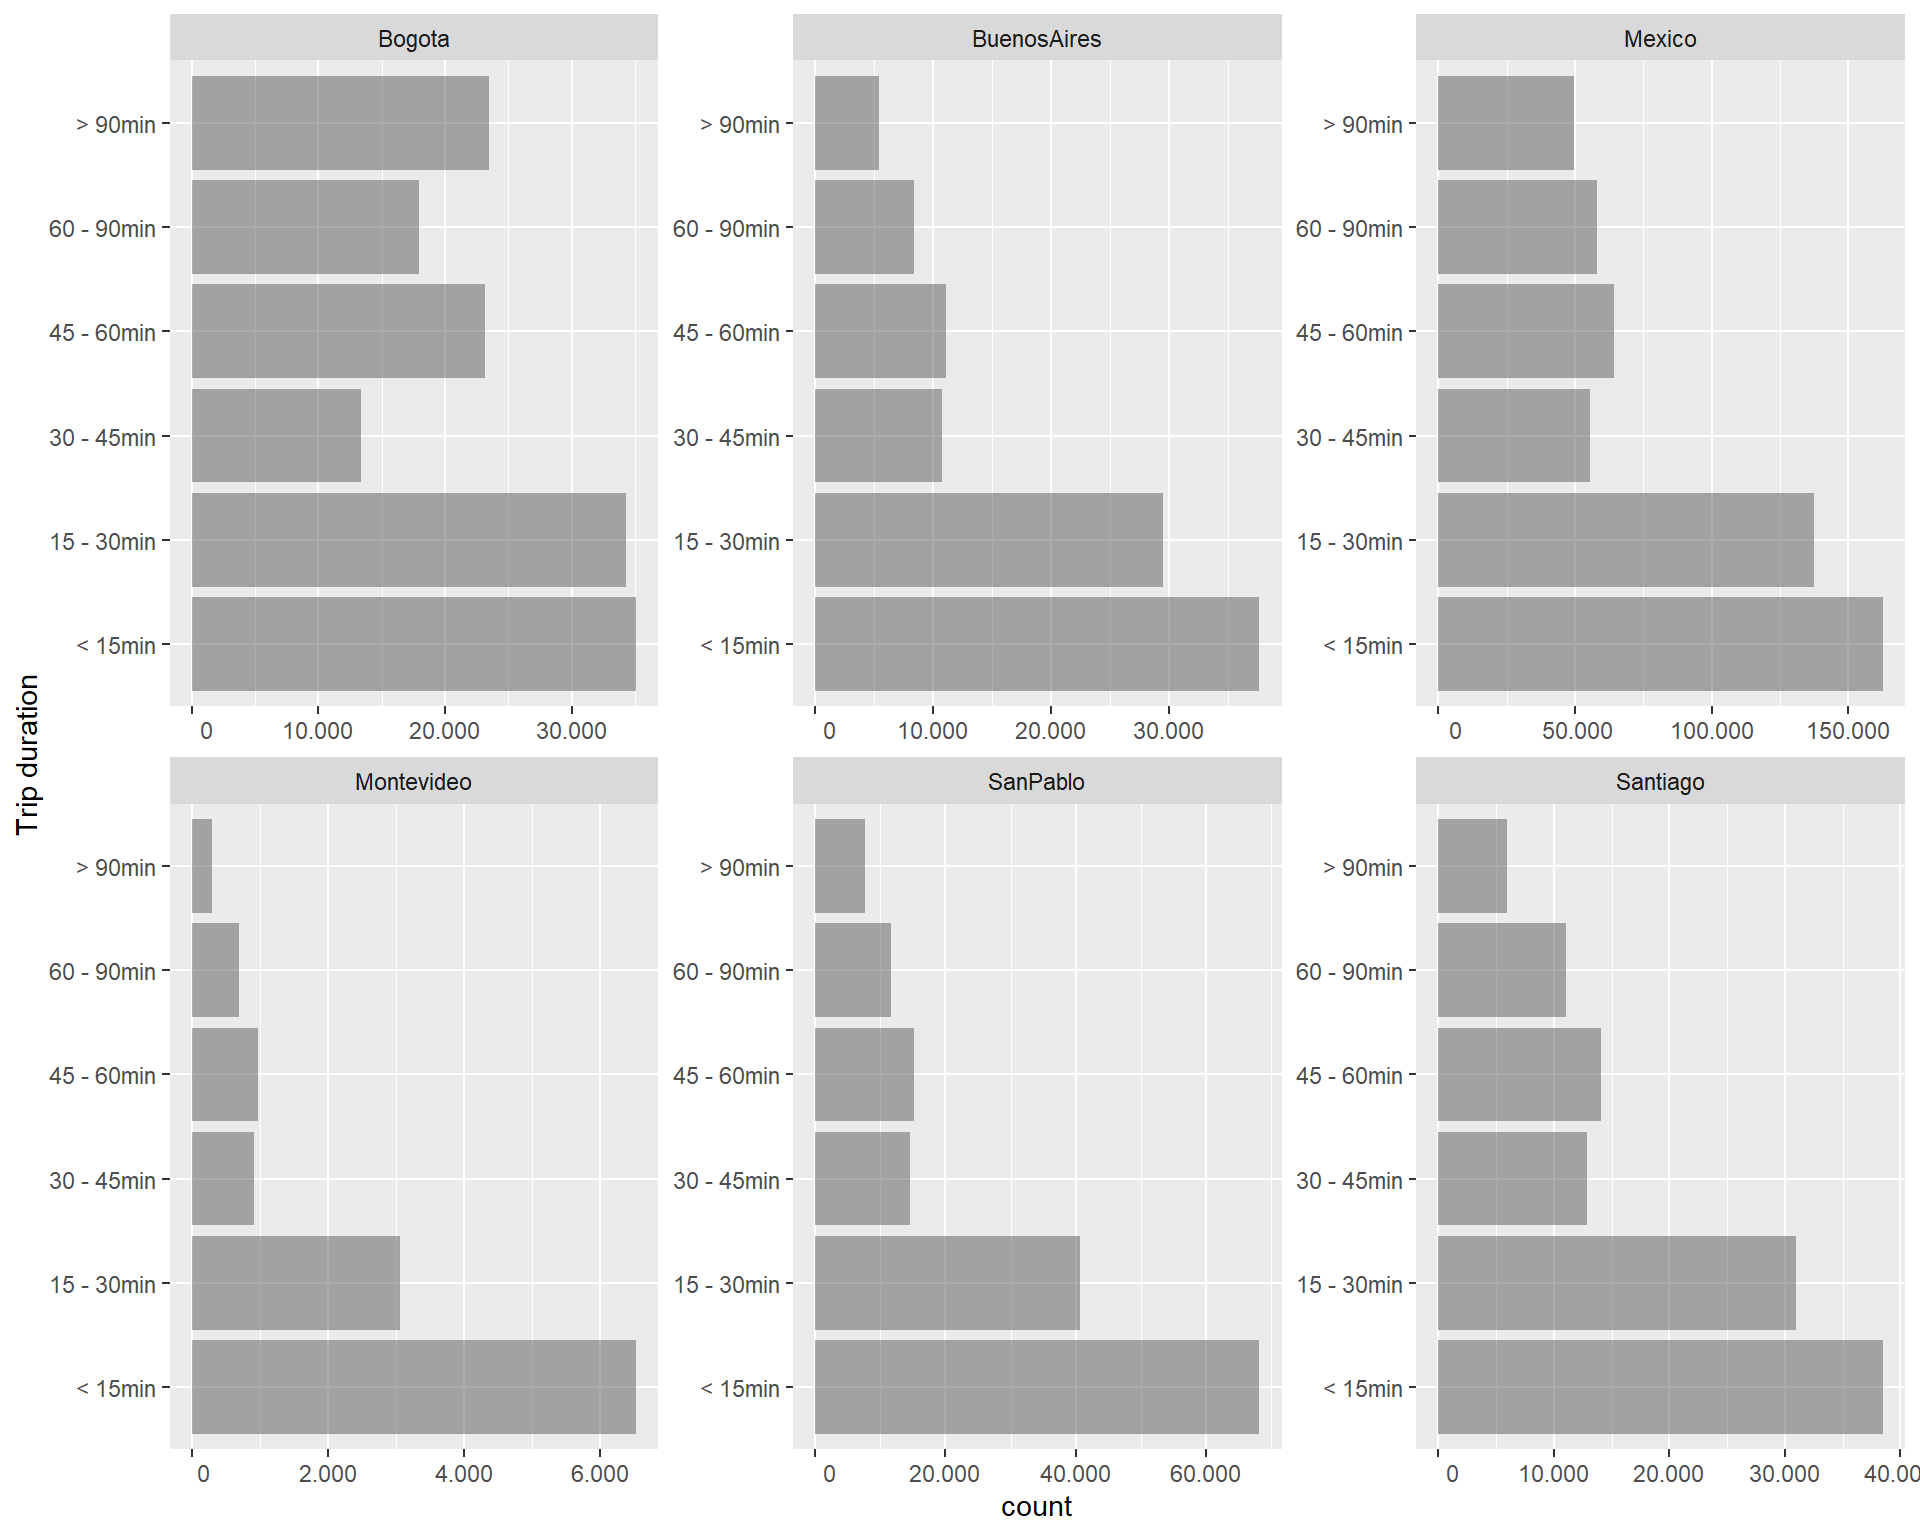 Bogota
BuenosAires
Mexico
> 90min
60 - 90min
45 - 60min
30 - 45min
15 - 30min
< 15min
0 10.000 20.000 30.000
> 90min
60 - 90min
45 - 60min
30 - 45min
15 - 30min
< 15min
0 10.000 20.000 30.000
> 90min
60 - 90min
45 - 60min
30 - 45min
15 - 30min
< 15min
0 50.000 100.000 150.000
Trip duration
Montevideo
SanPablo
Santiago
> 90min
60 - 90min
45 - 60min
30 - 45min
15 - 30min
< 15min
0 2.000 4.000 6.000
> 90min
60 - 90min
45 - 60min
30 - 45min
15 - 30min
< 15min
0 20.000 40.000 60.000
> 90min
60 - 90min
45 - 60min
30 - 45min
15 - 30min
< 15min
0 10.000 20.000 30.000 40.00
count